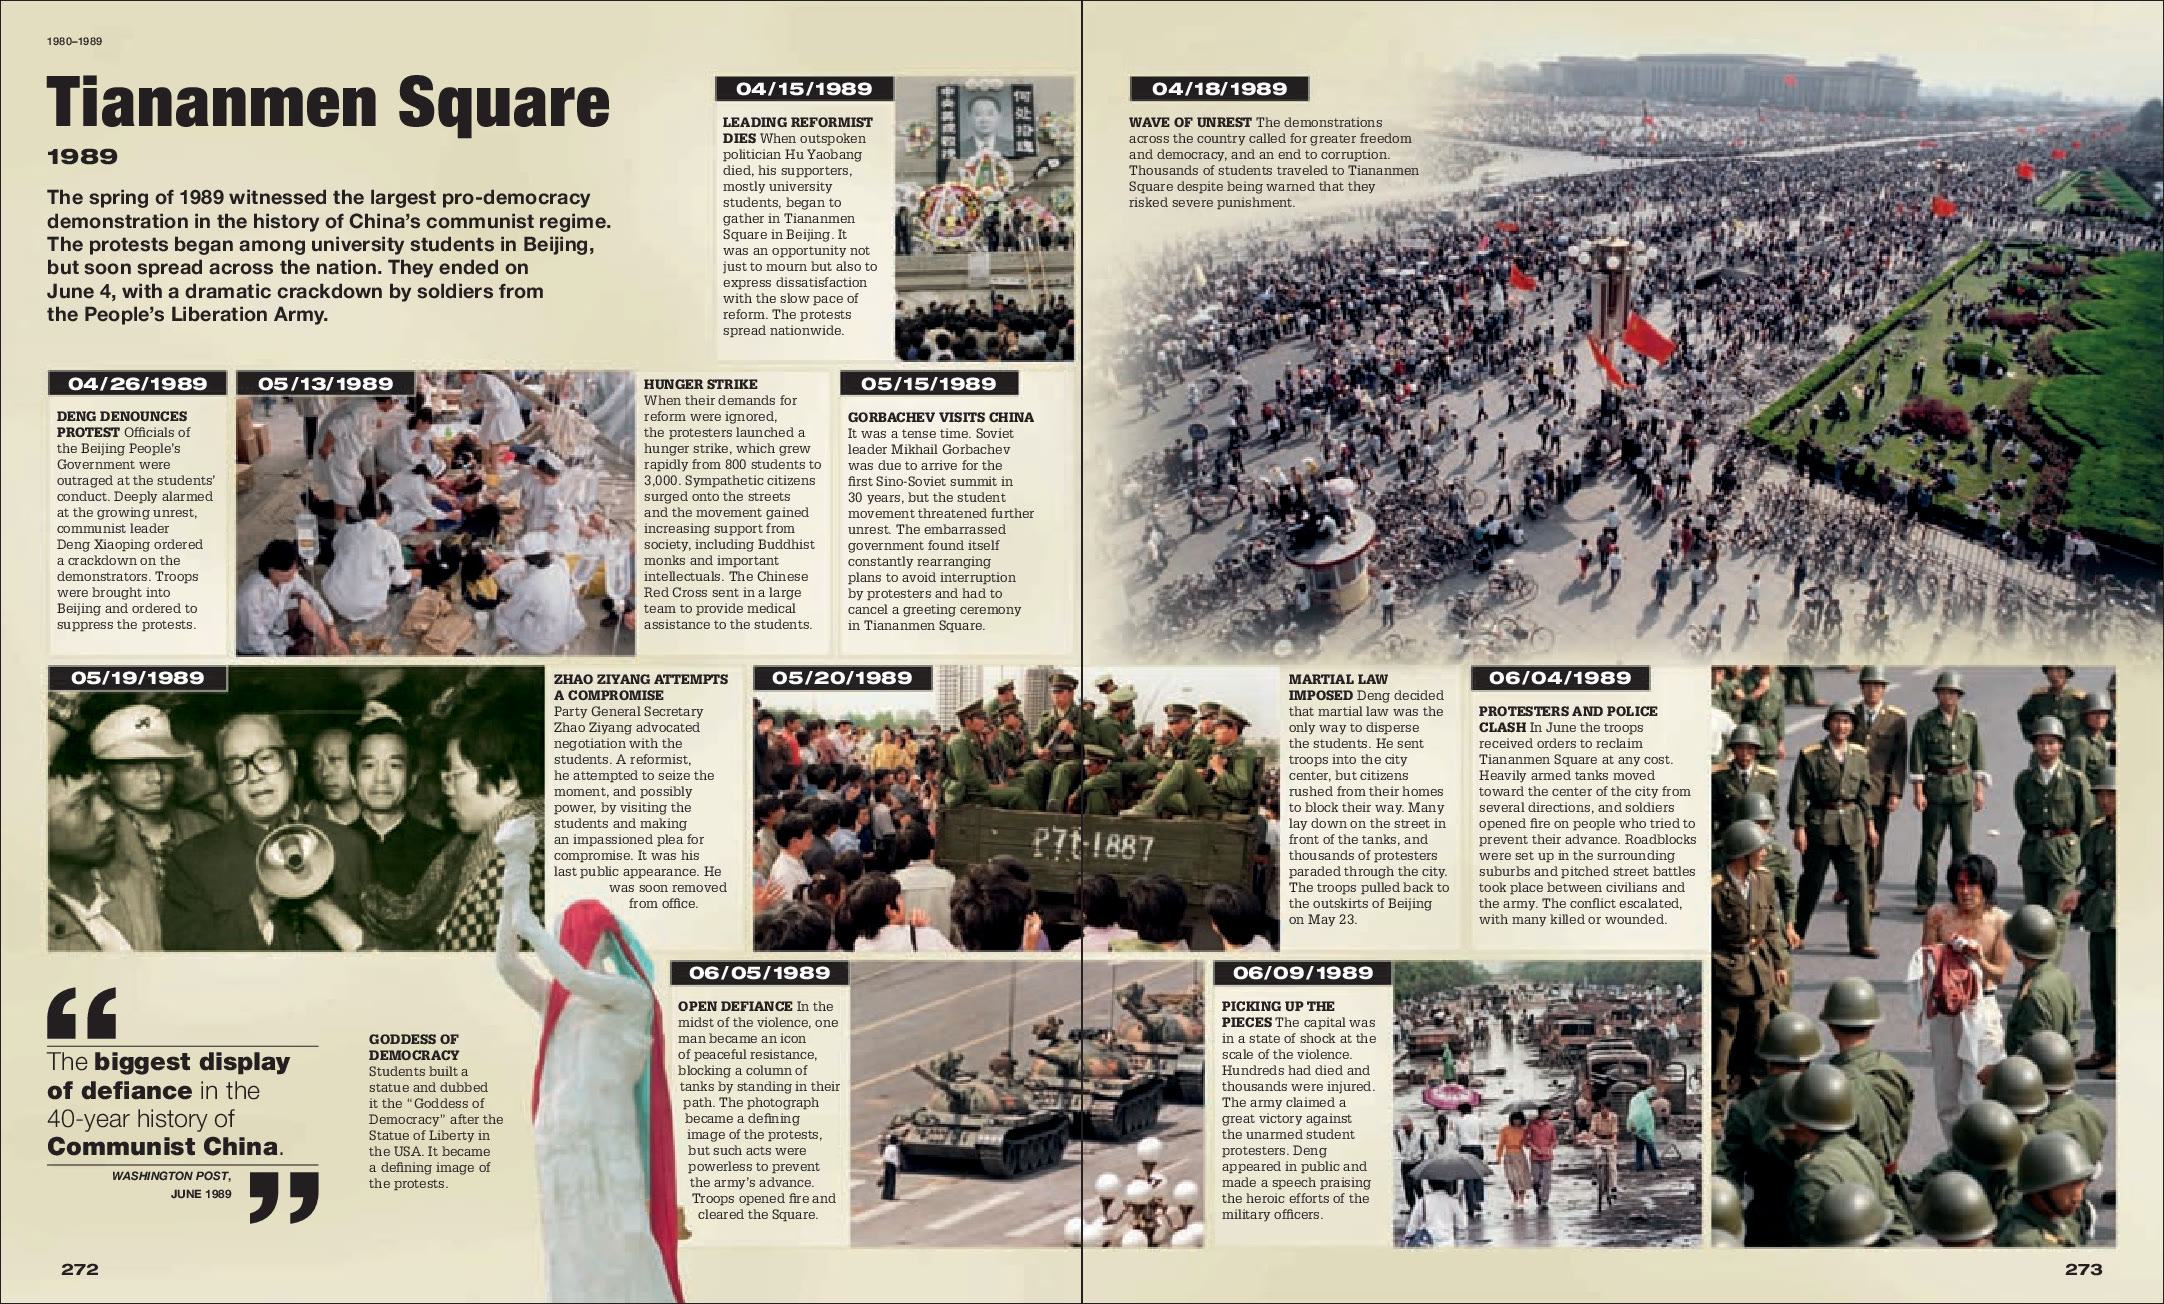 1980–1989
Tiananmen Square
1989
The spring of 1989 witnessed the largest pro-democracy
demonstration in the history of China's communist regime.
The protests began among university students in Beijing,
but soon spread across the nation. They ended on
June 4, with a dramatic crackdown by soldiers from
the People's Liberation Army.
04/15/1989
LEADING REFORMIST
DIES When outspoken
politician Hu Yaobang
died, his supporters,
mostly university
students, began to
gather in Tiananmen
Square in Beijing. It
was an opportunity not
just to mourn but also to
express dissatisfaction
with the slow pace of
reform. The protests
spread nationwide.
04/18/1989
WAVE OF UNREST The demonstrations
across the country called for greater freedom
and democracy, and an end to corruption.
Thousands of students traveled to Tiananmen
Square despite being warned that they
risked severe punishment.
04/26/1989
DENG DENOUNCES
PROTEST Officials of
the Beijing People's
Government were
outraged at the students'
conduct. Deeply alarmed
at the growing unrest,
communist leader
Deng Xiaoping ordered
a crackdown on the
demonstrators. Troops
were brought into
Beijing and ordered to
suppress the protests.
05/13/1989
HUNGER STRIKE
When their demands for
reform were ignored,
the protesters launched a
hunger strike, which grew
rapidly from 800 students to
3,000. Sympathetic citizens
surged onto the streets
and the movement gained
increasing support from
society, including Buddhist
monks and important
intellectuals. The Chinese
Red Cross sent in a large
team to provide medical
assistance to the students.
05/15/1989
GORBACHEV VISITS CHINA
It was a tense time. Soviet
leader Mikhail Gorbachev
was due to arrive for the
first Sino-Soviet summit in
30 years, but the student
movement threatened further
unrest. The embarrassed
government found itself
constantly rearranging
plans to avoid interruption
by protesters and had to
cancel a greeting ceremony
in Tiananmen Square.
05/19/1989
ZHAO ZIYANG ATTEMPTS
A COMPROMISE
Party General Secretary
Zhao Ziyang advocated
negotiation with the
students. A reformist,
he attempted to seize the
moment, and possibly
power, by visiting the
students and making
an impassioned plea for
compromise. It was his
last public appearance. He
was soon removed
from office.
05/20/1989
P7t-1887
MARTIAL LAW
IMPOSED Deng decided
that martial law was the
only way to disperse
the students. He sent
troops into the city
center, but citizens
rushed from their homes
to block their way. Many
lay down on the street in
front of the tanks, and
thousands of protesters
paraded through the city.
The troops pulled back to
the outskirts of Beijing
on May 23.
06/04/1989
PROTESTERS AND POLICE
CLASH In June the troops
received orders to reclaim
Tiananmen Square at any cost.
Heavily armed tanks moved
toward the center of the city from
several directions, and soldiers
opened fire on people who tried to
prevent their advance. Roadblocks
were set up in the surrounding
suburbs and pitched street battles
took place between civilians and
the army. The conflict escalated,
with many killed or wounded.
The biggest display
of defiance in the
40-year history of
Communist China.
WASHINGTON POST,
JUNE 1989
GODDESS OF
DEMOCRACY
Students built a
statue and dubbed
it the "Goddess of
Democracy" after the
Statue of Liberty in
the USA. It became
a defining image of
the protests.
06/05/1989
OPEN DEFIANCE In the
midst of the violence, one
man became an icon
of peaceful resistance,
blocking a column of
tanks by standing in their
path. The photograph
became a defining
image of the protests,
but such acts were
powerless to prevent
the army's advance.
Troops opened fire and
cleared the Square.
06/09/1989
PICKING UP THE
PIECES The capital was
in a state of shock at the
scale of the violence.
Hundreds had died and
thousands were injured.
The army claimed a
great victory against
the unarmed student
protesters. Deng
appeared in public and
made a speech praising
the heroic efforts of the
military officers.
272
273